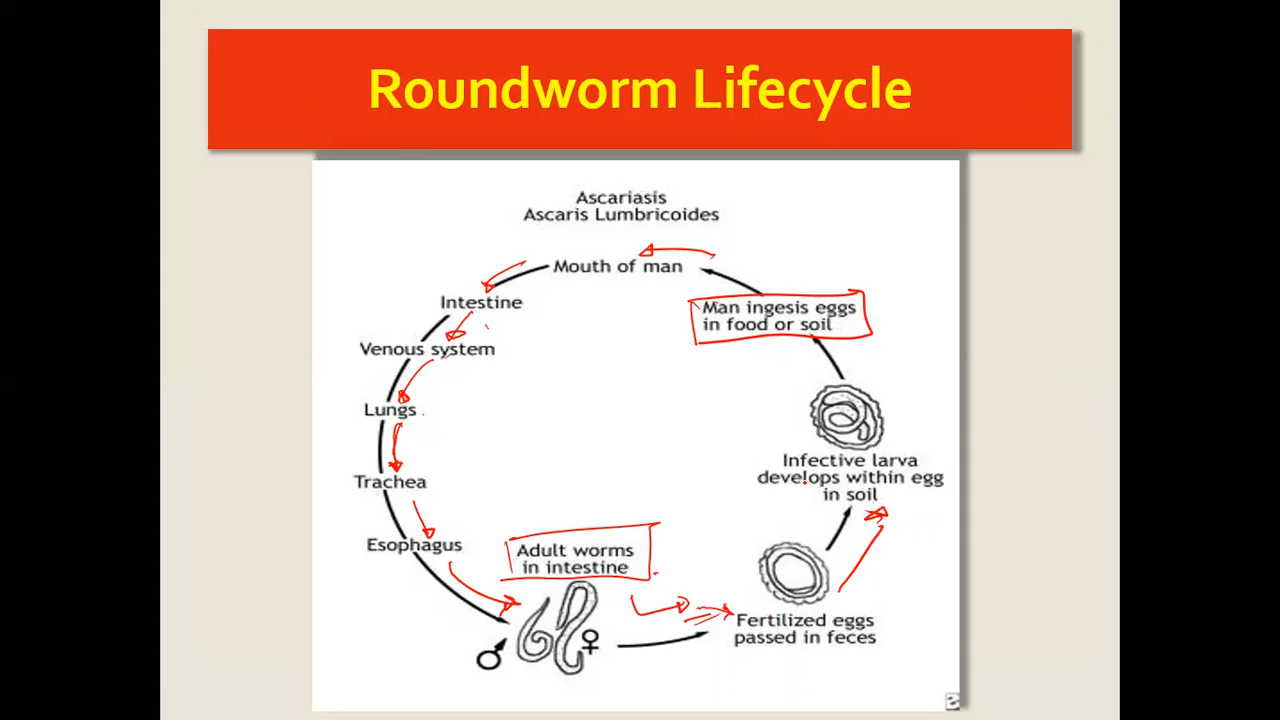 Roundworm Lifecycle
Ascariasis
Ascaris Lumbricoides
Mouth of man
Man ingesis eggs
in food or soil
Intestine
Venous system
Lungs
Trachea
Esophagus
Adult worms
in intestine
Infective larva
develops within egg
in soil
Fertilized eggs
passed in feces
♂
♀